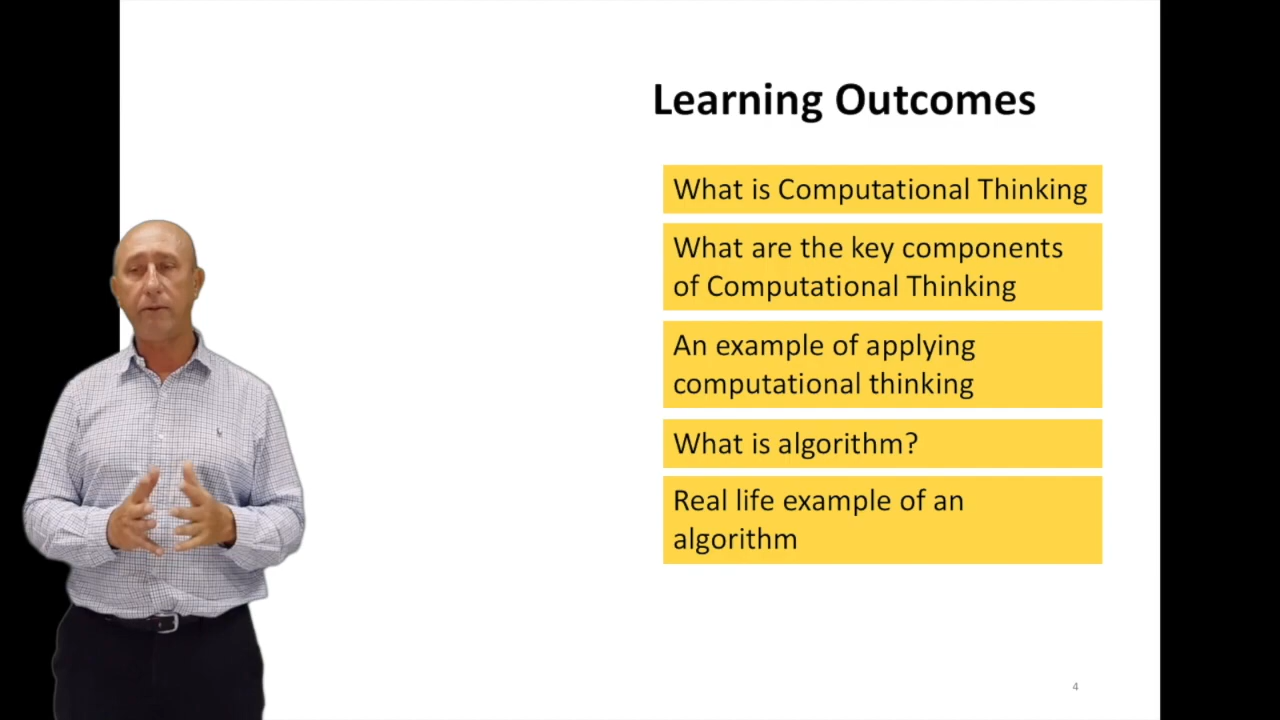 Learning Outcomes
What is Computational Thinking
What are the key components
of Computational Thinking
An example of applying
computational thinking
What is algorithm?
Real life example of an
algorithm
4